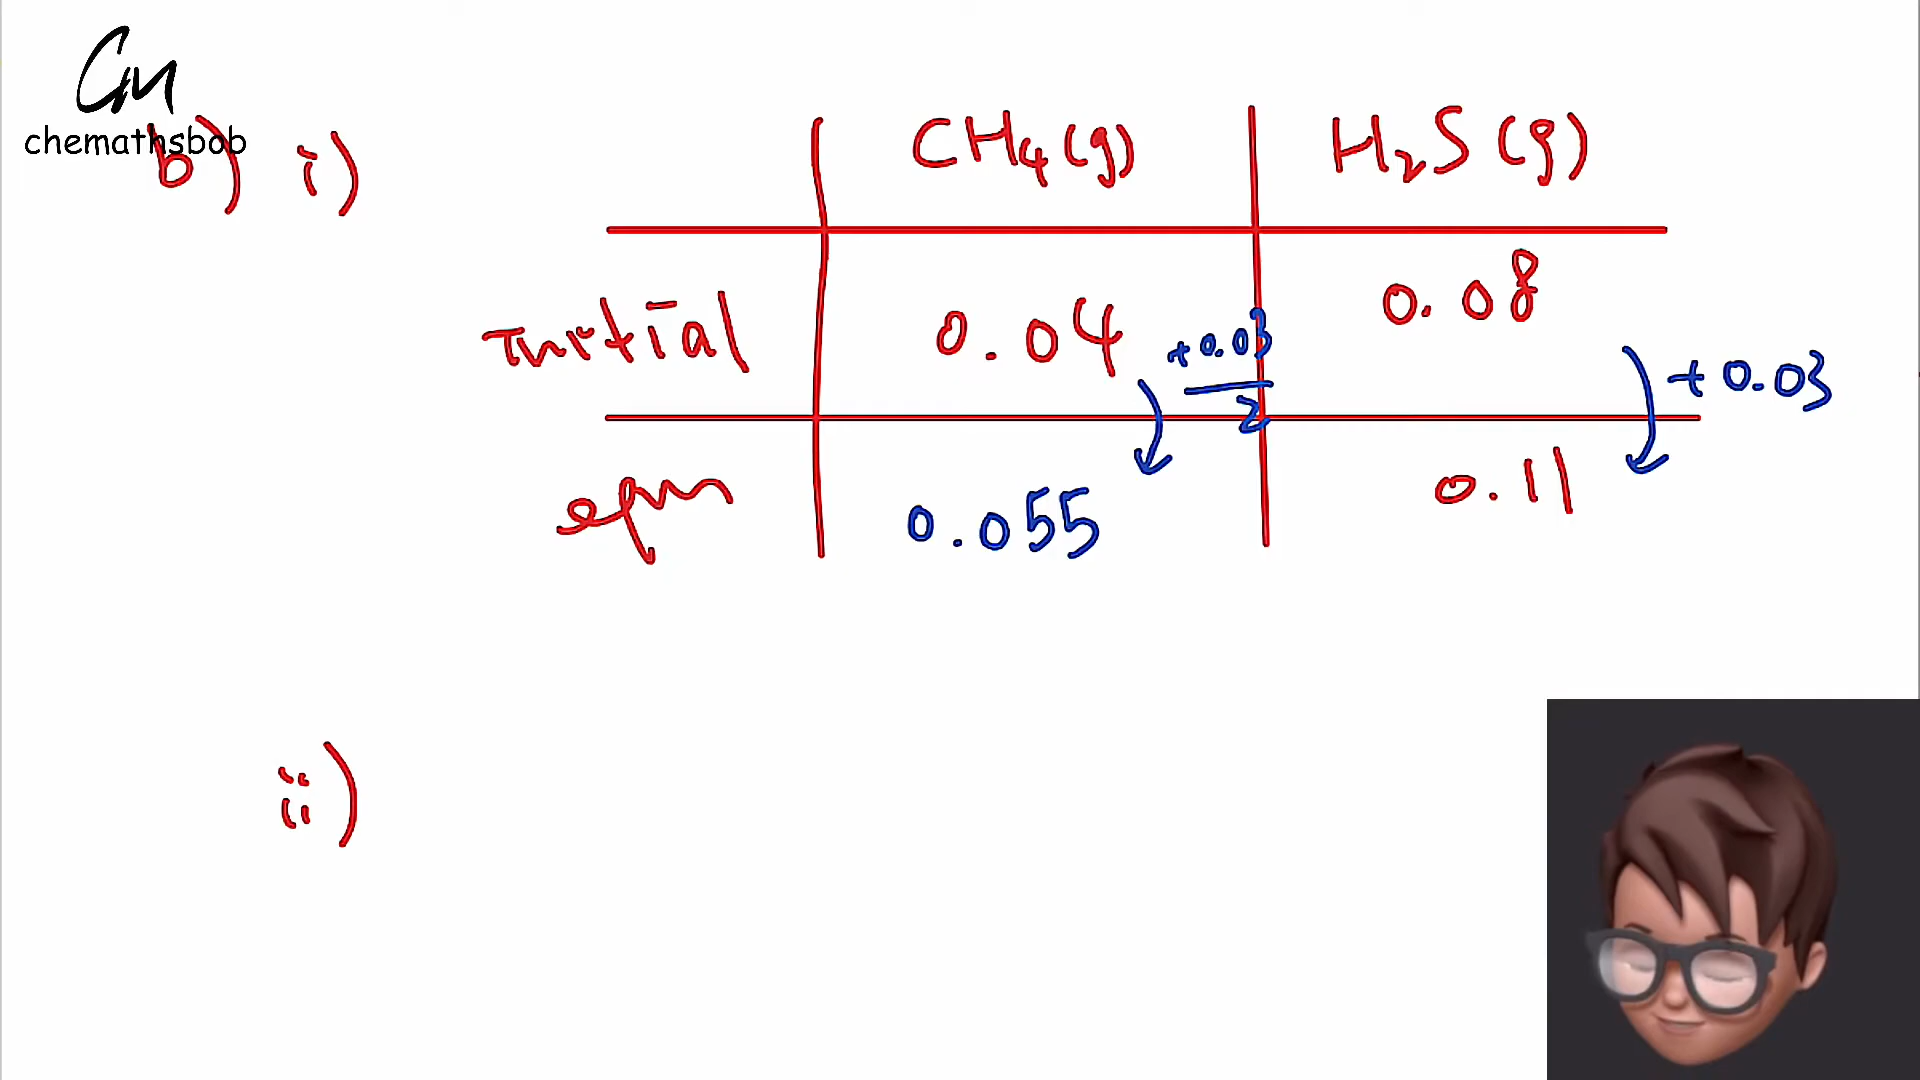 CM
chemathsbob
b) i)
CH₄(g) H₂S(g)
Initial 0.04 0.08
+0.03
2
+0.03
eqm 0.055 0.11
ii)